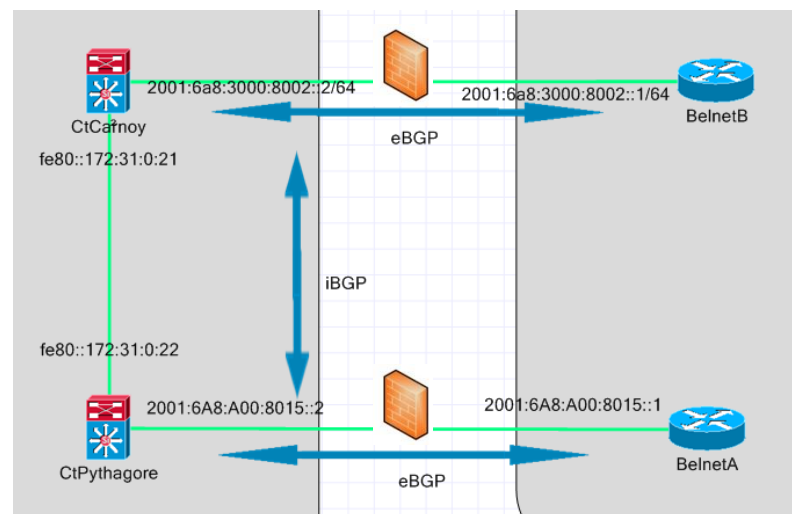 2001:6a8:3000:8002::2/64
2001:6a8:3000:8002::1/64
CtCarnoy
BelnetB
eBGP
fe80::172:31:0:21
iBGP
fe80::172:31:0:22
2001:6A8:A00:8015::2
2001:6A8:A00:8015::1
CtPythagore
BelnetA
eBGP